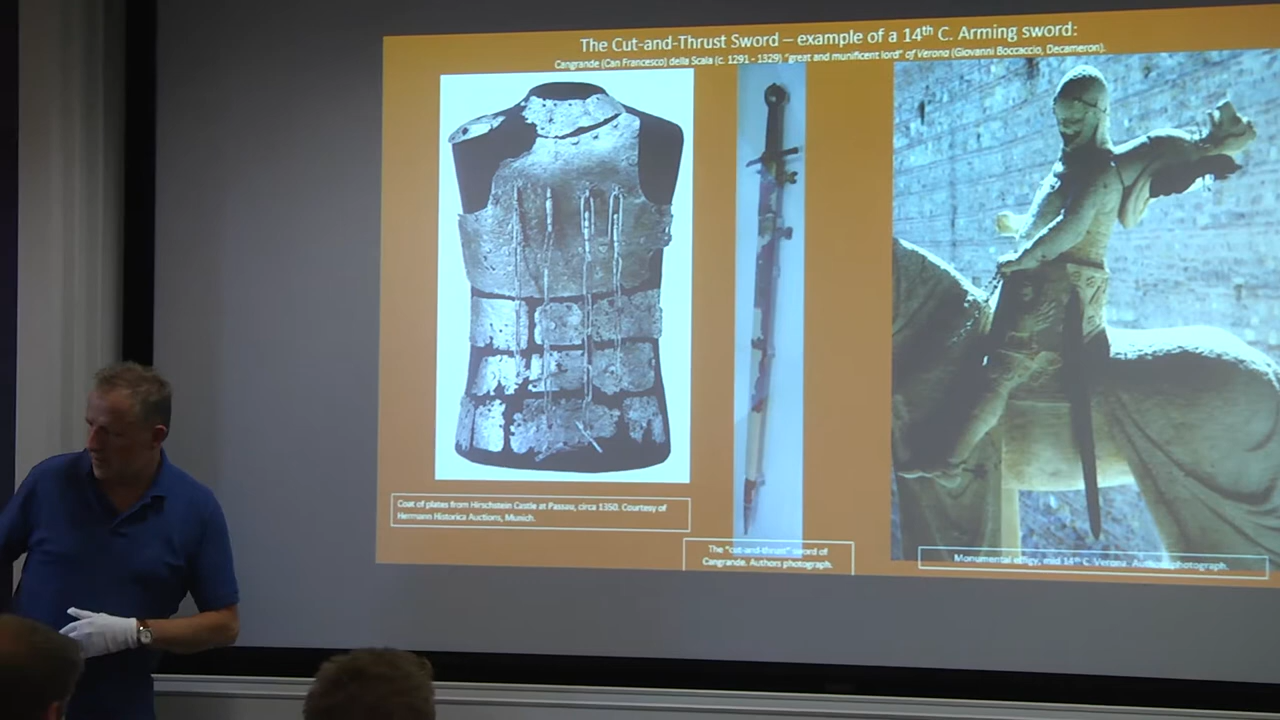 The Cut-and-Thrust Sword – example of a 14th C. Arming sword:
Cangrande (Can Francesco) della Scala (c. 1291 - 1329) "great and munificent lord" of Verona (Giovanni Boccaccio, Decameron).
Coat of plates from Hirschstein Castle at Passau, circa 1350. Courtesy of
Hermann Historica Auctions, Munich.
The "cut-and-thrust" sword of
Cangrande. Authors photograph.
Monumental effigy, mid 14th C. Verona. Authors photograph.